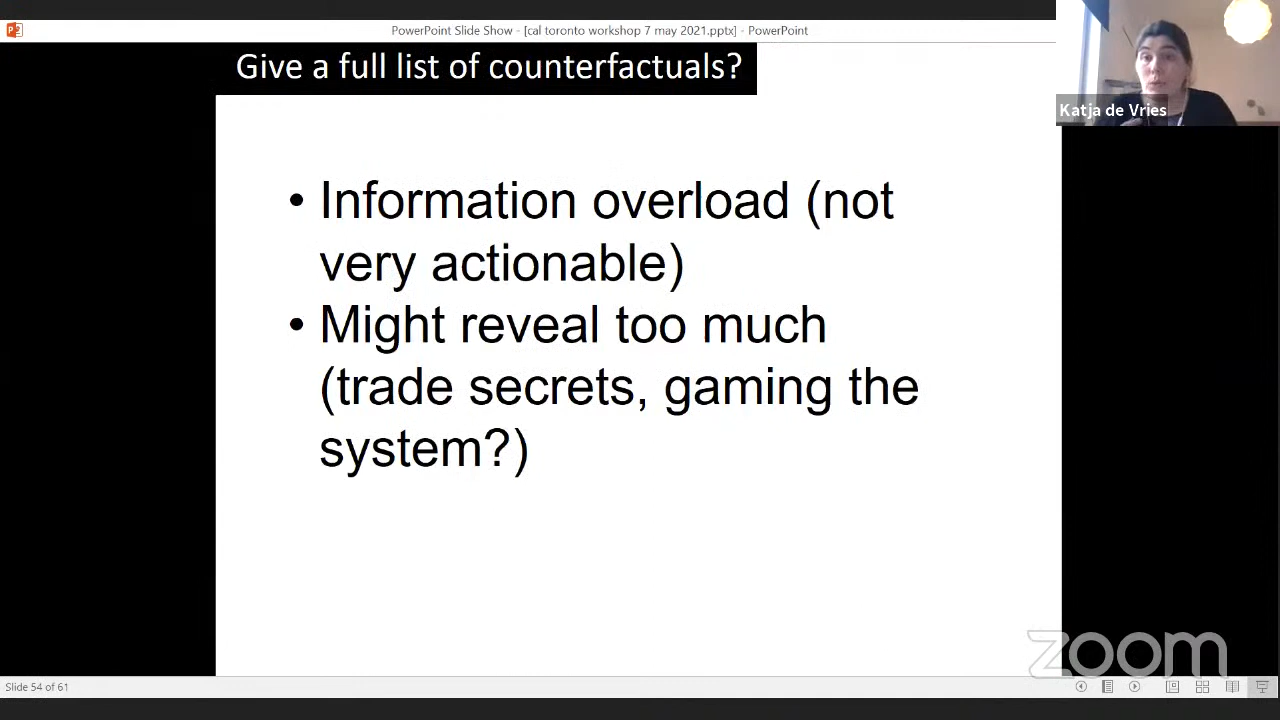 PowerPoint Slide Show - [cal toronto workshop 7 may 2021.pptx] - PowerPoint
Give a full list of counterfactuals?
Katja de Vries
• Information overload (not
very actionable)
• Might reveal too much
(trade secrets, gaming the
system?)
zoom
Slide 54 of 61